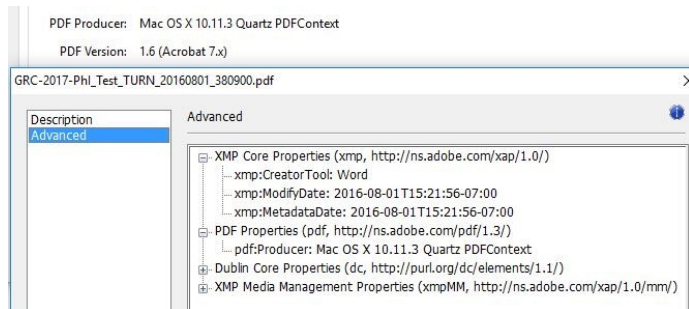 PDF Producer: Mac OS X 10.11.3 Quartz PDFContext
PDF Version: 1.6 (Acrobat 7.x)
GRC-2017-PhI_Test_TURN_20160801_380900.pdf
Description
Advanced
Advanced
XMP Core Properties (xmp, http://ns.adobe.com/xap/1.0/)
xmp:CreatorTool: Word
xmp:ModifyDate: 2016-08-01T15:21:56-07:00
xmp:MetadataDate: 2016-08-01T15:21:56-07:00
PDF Properties (pdf, http://ns.adobe.com/pdf/1.3/)
pdf:Producer: Mac OS X 10.11.3 Quartz PDFContext
Dublin Core Properties (dc, http://purl.org/dc/elements/1.1/)
XMP Media Management Properties (xmpMM, http://ns.adobe.com/xap/1.0/mm/)